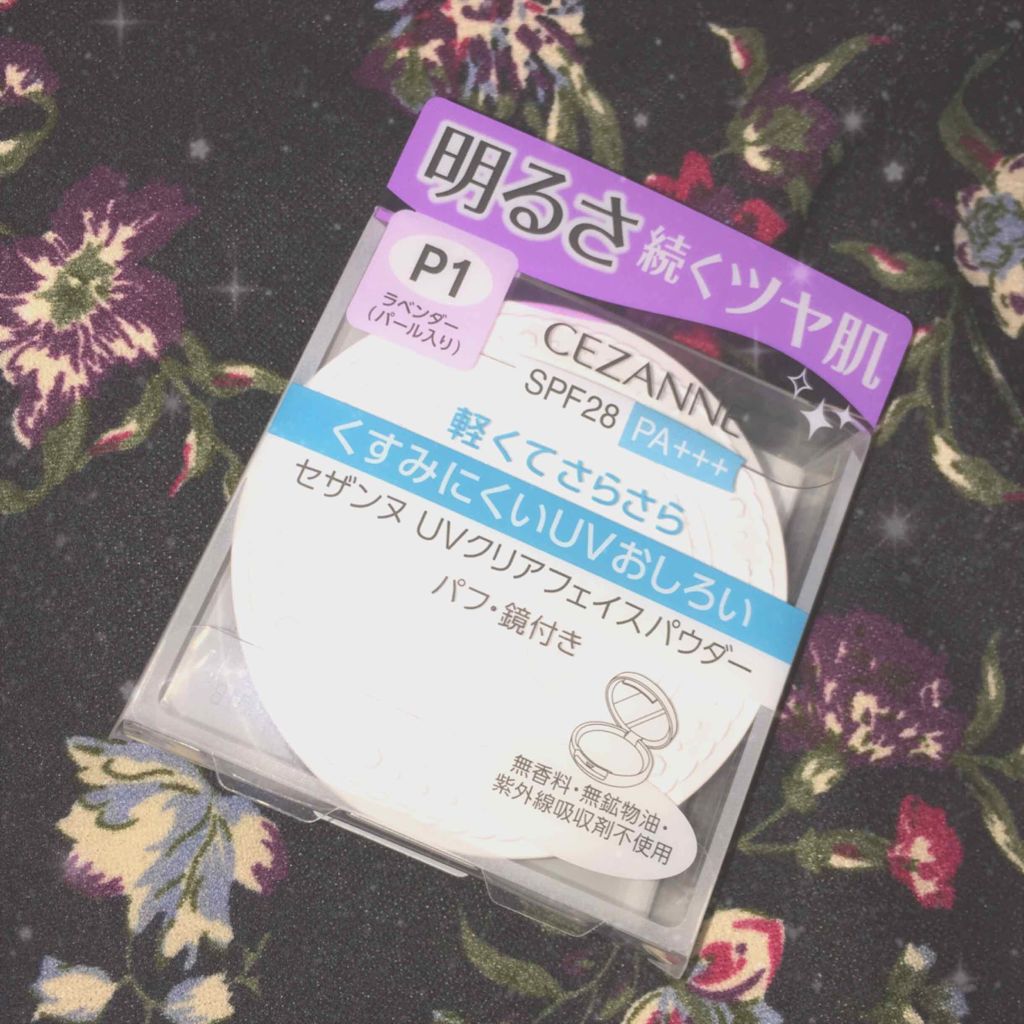 明るさ続くツヤ肌
P1
ラベンダー
(パール入り)
CEZANNE
SPF28 PA+++
軽くてさらさら
くすみにくいUVおしろい
セザンヌ UVクリアフェイスパウダー
パフ・鏡付き
無香料・無鉱物油・
紫外線吸収剤不使用